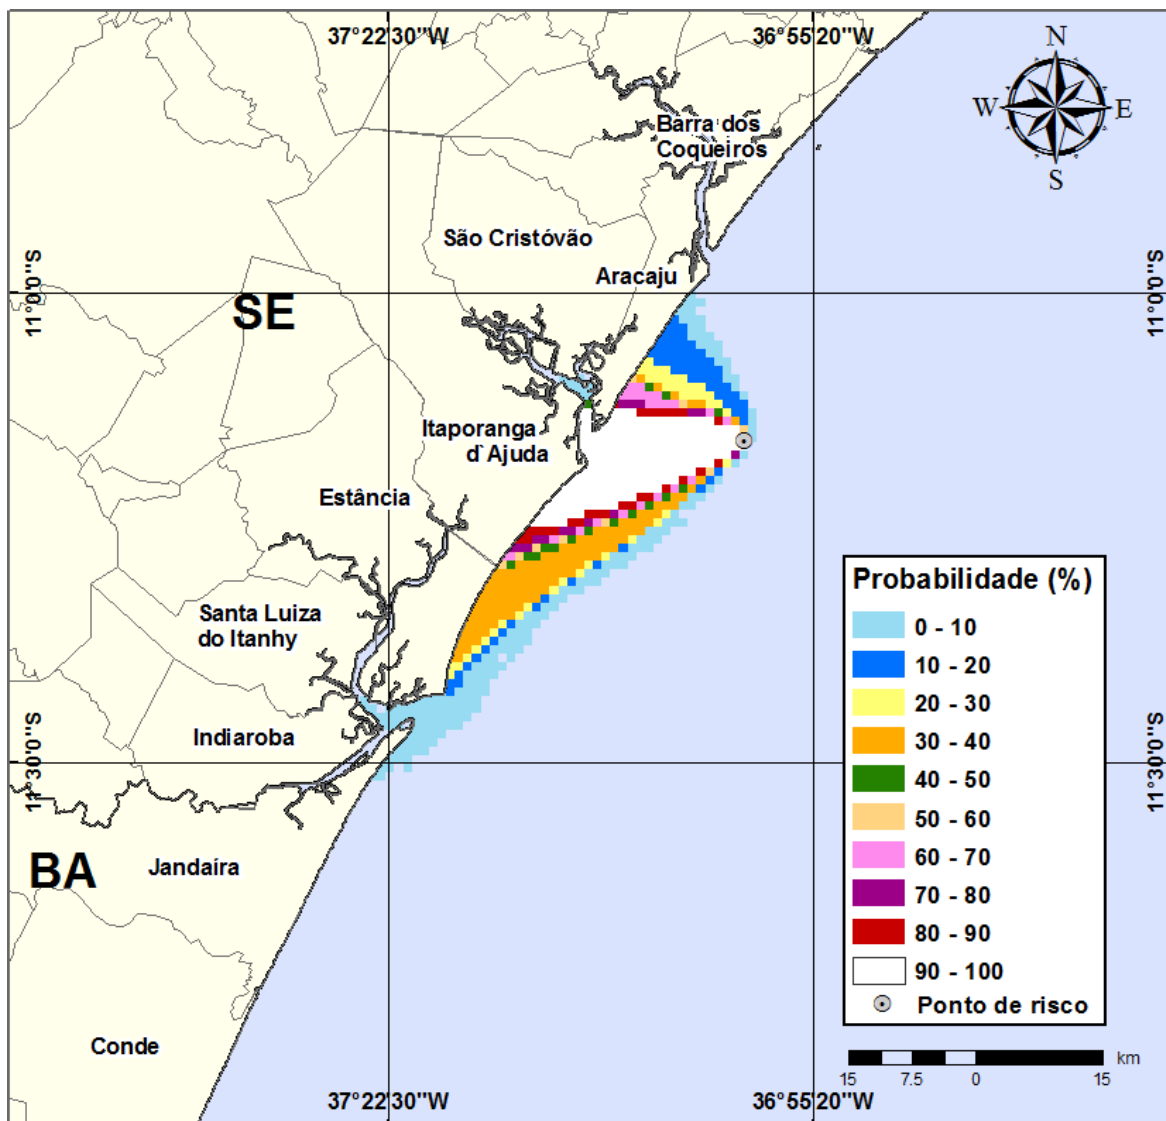 37°22'30"W
36°55'20"W
N
W
E
S
Barra dos
Coqueiros
São Cristóvão
Aracaju
11°0'0"S
11°0'0"S
SE
Itaporanga
d`Ajuda
Estância
Santa Luiza
do Itanhy
Indiaroba
11°30'0"S
11°30'0"S
BA
Jandaíra
Conde
Probabilidade (%)
0 - 10
10 - 20
20 - 30
30 - 40
40 - 50
50 - 60
60 - 70
70 - 80
80 - 90
90 - 100
Ponto de risco
km
15
7.5
0
15
37°22'30"W
36°55'20"W